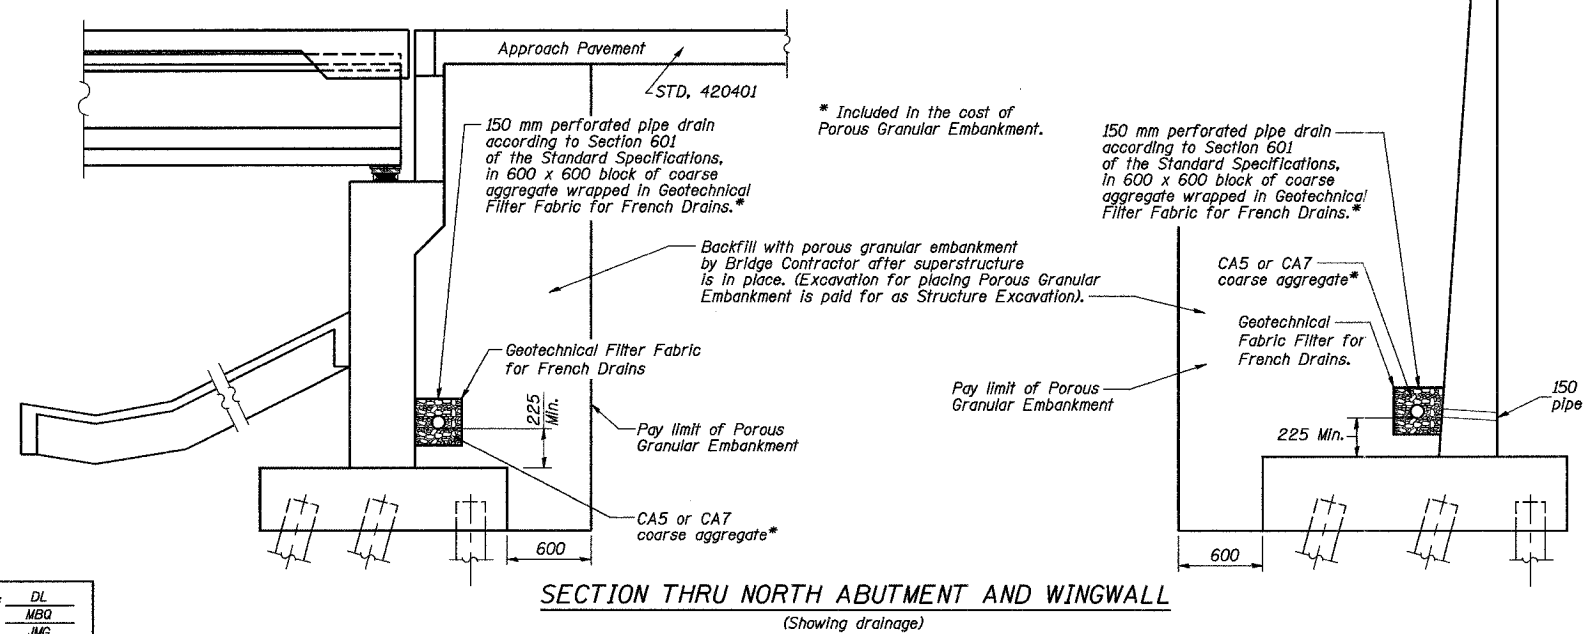 Approach Pavement
STD. 420401
* Included in the cost of
Porous Granular Embankment.
150 mm perforated pipe drain
according to Section 601
of the Standard Specifications,
in 600 x 600 block of coarse
aggregate wrapped in Geotechnical
Filter Fabric for French Drains.*
150 mm perforated pipe drain
according to Section 601
of the Standard Specifications,
in 600 x 600 block of coarse
aggregate wrapped in Geotechnical
Filter Fabric for French Drains.*
Backfill with porous granular embankment
by Bridge Contractor after superstructure
is in place. (Excavation for placing Porous Granular
Embankment is paid for as Structure Excavation).
CA5 or CA7
coarse aggregate*
Geotechnical
Fabric Filter for
French Drains.
Geotechnical Filter Fabric
for French Drains
225
Min.
Pay limit of Porous
Granular Embankment
Pay limit of Porous
Granular Embankment
150
pipe
225 Min.
CA5 or CA7
coarse aggregate*
600
600
SECTION THRU NORTH ABUTMENT AND WINGWALL
(Showing drainage)
DL
MBQ
JMG